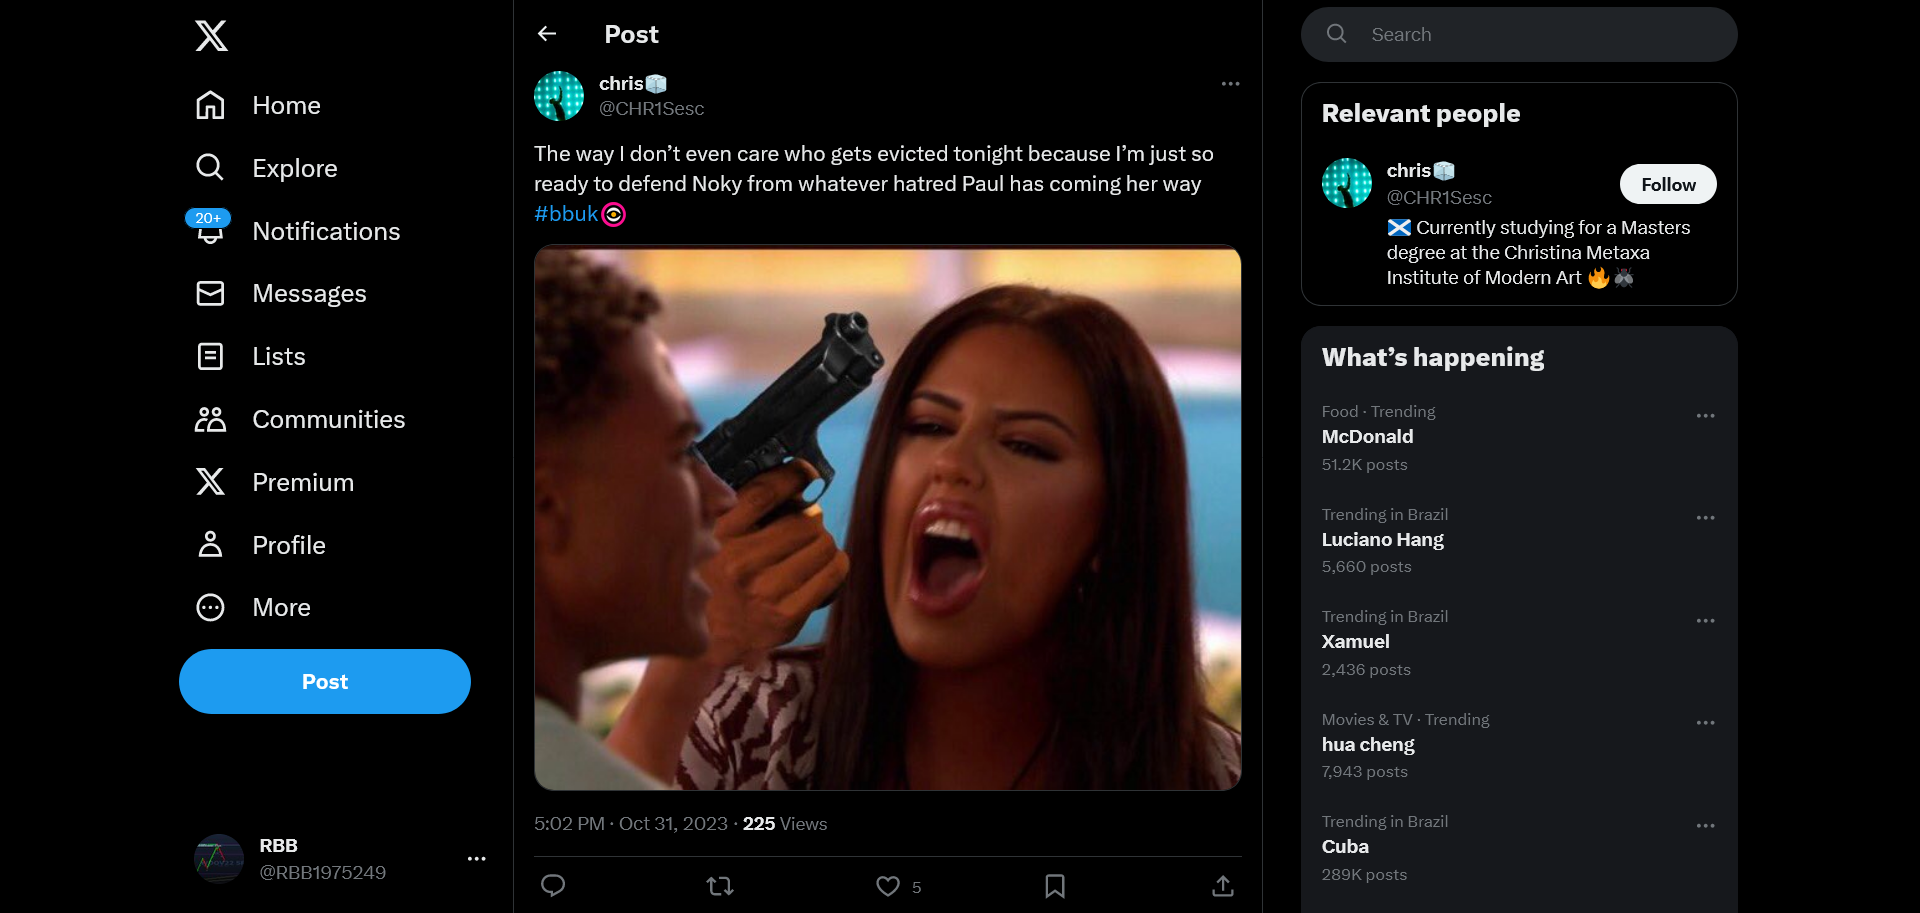 Home
Explore
20+
Notifications
Messages
Lists
Communities
Premium
Profile
More
Post
RBB
@RBB1975249
Post
chris🧊
@CHR1Sesc
The way I don’t even care who gets evicted tonight because I’m just so
ready to defend Noky from whatever hatred Paul has coming her way
#bbuk
5:02 PM · Oct 31, 2023 · 225 Views
5
Search
Relevant people
chris🧊
@CHR1Sesc
Follow
🏴󠁧󠁢󠁳󠁣󠁴󠁿 Currently studying for a Masters
degree at the Christina Metaxa
Institute of Modern Art 🔥🪰
What’s happening
Food · Trending
McDonald
51.2K posts
Trending in Brazil
Luciano Hang
5,660 posts
Trending in Brazil
Xamuel
2,436 posts
Movies & TV · Trending
hua cheng
7,943 posts
Trending in Brazil
Cuba
289K posts